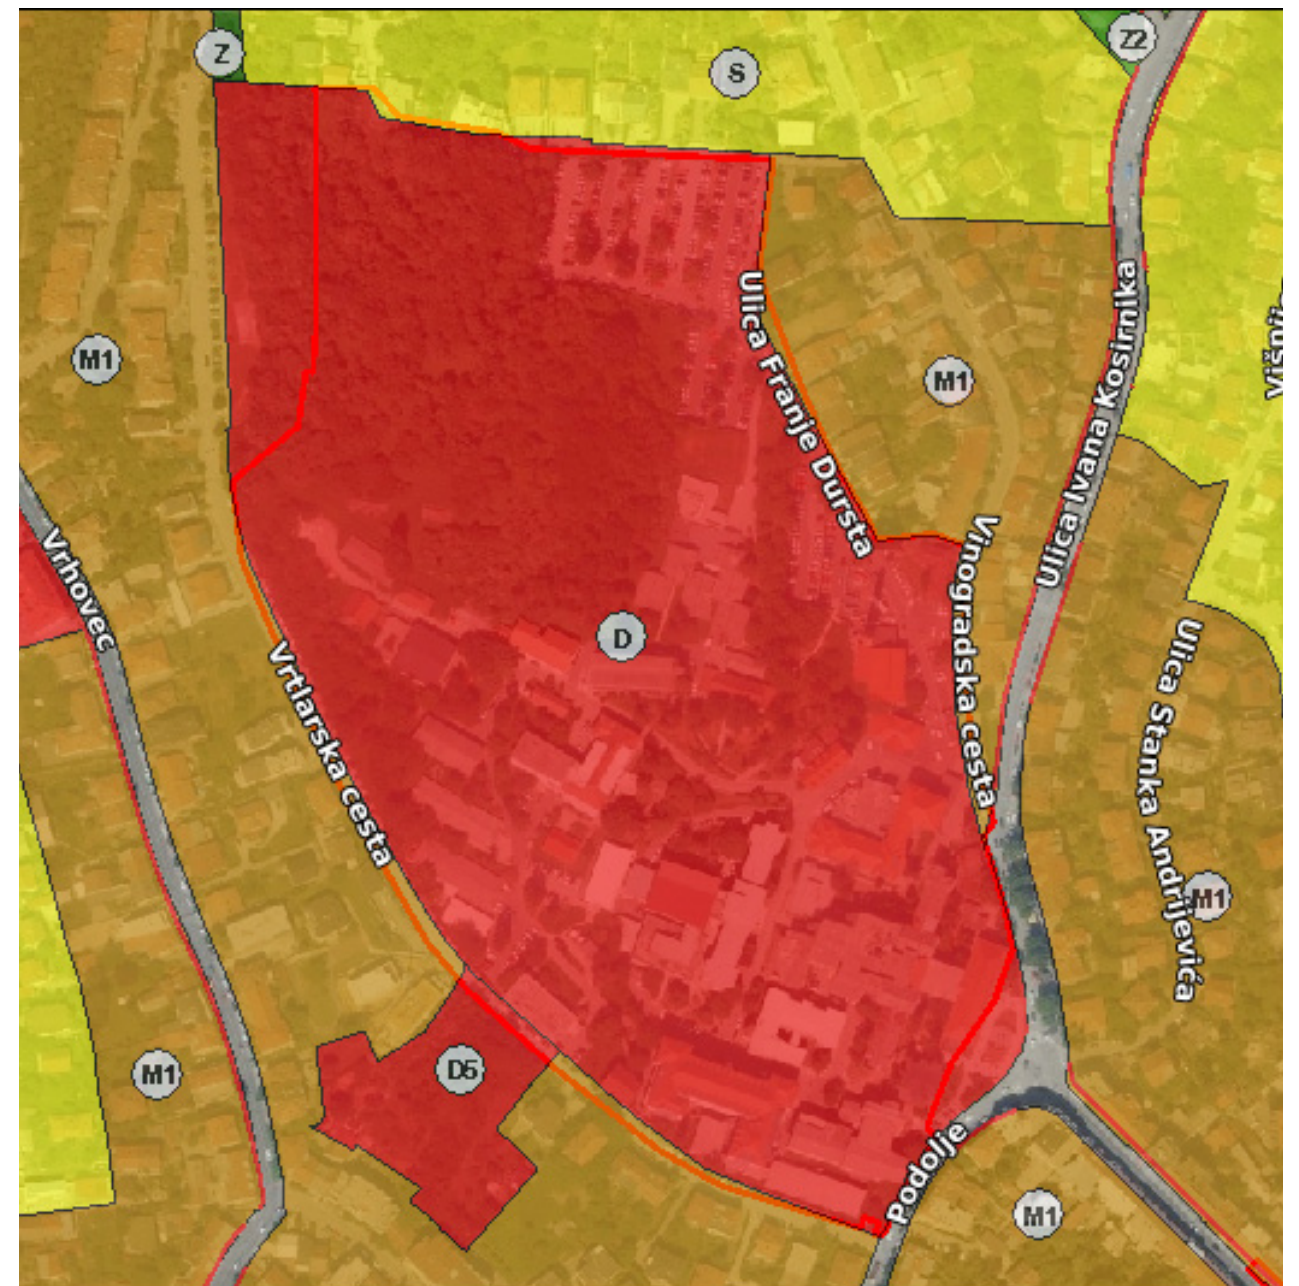 Z
S
Z2
M1
M1
Ulica Franje Dursta
Ulica Ivana Kosirnika
Vrhovec
Vinogradska cesta
D
Vrtlarska cesta
Ulica Stanka Andrijevića
M1
M1
D5
Podolje
M1